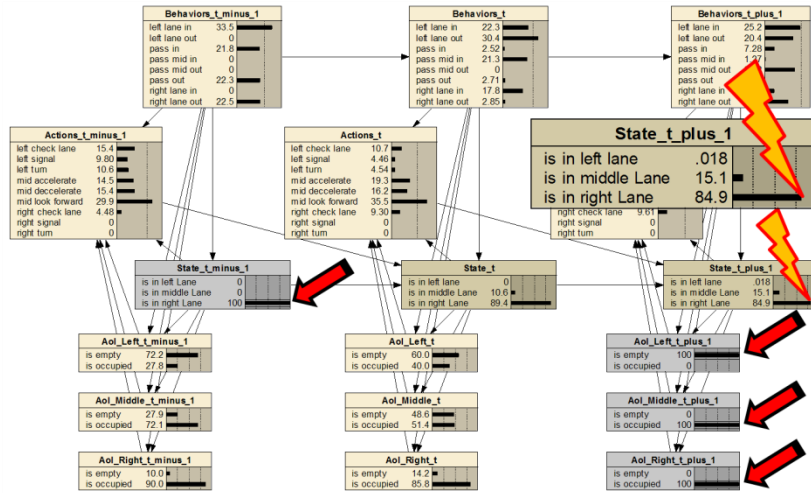 Behaviors_t_minus_1
left lane in 33.5
left lane out 0
pass in 21.8
pass mid in 0
pass mid out 0
pass out 22.3
right lane in 0
right lane out 22.5
Behaviors_t
left lane in 22.3
left lane out 30.4
pass in 2.52
pass mid in 21.3
pass mid out 0
pass out 2.71
right lane in 17.8
right lane out 2.85
Behaviors_t_plus_1
left lane in 25.2
left lane out 20.4
pass in 7.28
pass mid in 1.27
pass mid out
pass out
right lane in
right lane out
Actions_t_minus_1
left check lane 15.4
left signal 9.80
left turn 10.6
mid accelerate 14.5
mid deccelerate 15.4
mid look forward 29.9
right check lane 4.48
right signal 0
right turn 0
Actions_t
left check lane 10.7
left signal 4.46
left turn 4.54
mid accelerate 19.3
mid deccelerate 16.2
mid look forward 35.5
right check lane 9.30
right signal 0
right turn 0
State_t_plus_1
is in left lane .018
is in middle Lane 15.1
is in right Lane 84.9
right check lane 9.61
right signal 0
right turn 0
State_t_minus_1
is in left Lane 0
is in middle Lane 0
is in right Lane 100
State_t
is in left Lane 0
is in middle Lane 10.6
is in right Lane 89.4
State_t_plus_1
is in left Lane .018
is in middle Lane 15.1
is in right Lane 84.9
AoI_Left_t_minus_1
is empty 72.2
is occupied 27.8
AoI_Left_t
is empty 60.0
is occupied 40.0
AoI_Left_t_plus_1
is empty 100
is occupied 0
AoI_Middle_t_minus_1
is empty 27.9
is occupied 72.1
AoI_Middle_t
is empty 48.6
is occupied 51.4
AoI_Middle_t_plus_1
is empty 0
is occupied 100
AoI_Right_t_minus_1
is empty 10.0
is occupied 90.0
AoI_Right_t
is empty 14.2
is occupied 85.8
AoI_Right_t_plus_1
is empty 0
is occupied 100